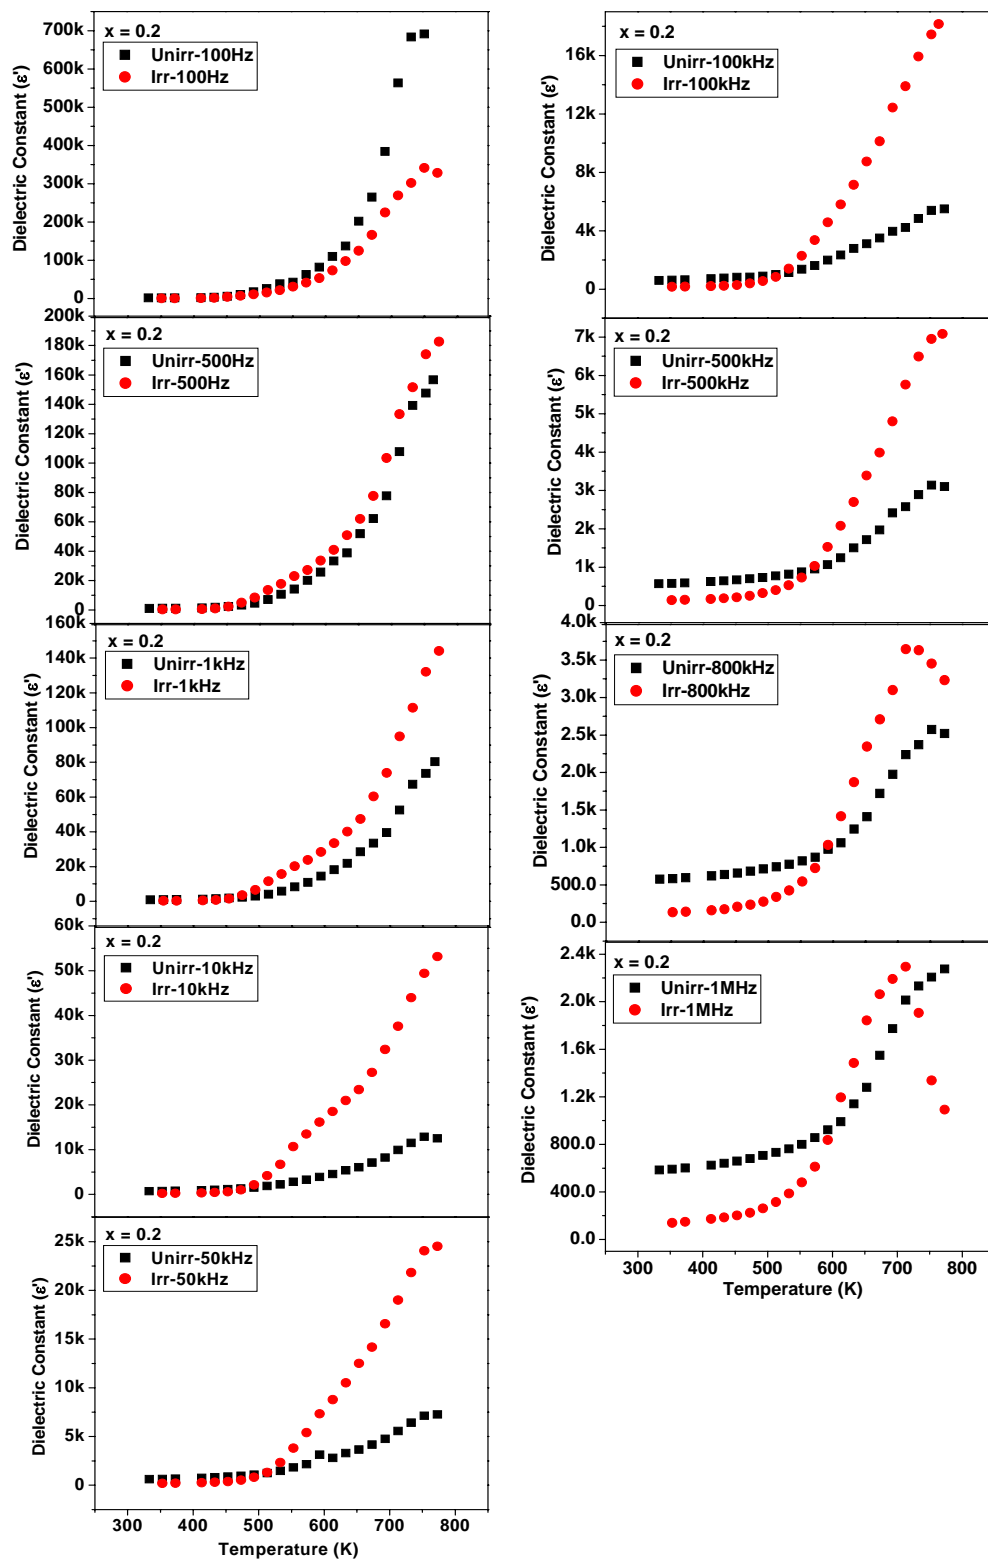 x = 0.2
Unirr-100Hz
Irr-100Hz
Dielectric Constant (ε')
700k
600k
500k
400k
300k
200k
100k
0
x = 0.2
Unirr-500Hz
Irr-500Hz
Dielectric Constant (ε')
200k
180k
160k
140k
120k
100k
80k
60k
40k
20k
0
x = 0.2
Unirr-1kHz
Irr-1kHz
Dielectric Constant (ε')
160k
140k
120k
100k
80k
60k
40k
20k
0
x = 0.2
Unirr-10kHz
Irr-10kHz
Dielectric Constant (ε')
60k
50k
40k
30k
20k
10k
0
x = 0.2
Unirr-50kHz
Irr-50kHz
Dielectric Constant (ε')
25k
20k
15k
10k
5k
0
300 400 500 600 700 800
Temperature (K)
x = 0.2
Unirr-100kHz
Irr-100kHz
Dielectric Constant (ε')
16k
12k
8k
4k
0
x = 0.2
Unirr-500kHz
Irr-500kHz
Dielectric Constant (ε')
7k
6k
5k
4k
3k
2k
1k
0
x = 0.2
Unirr-800kHz
Irr-800kHz
Dielectric Constant (ε')
4.0k
3.5k
3.0k
2.5k
2.0k
1.5k
1.0k
500.0
0.0
x = 0.2
Unirr-1MHz
Irr-1MHz
Dielectric Constant (ε')
2.4k
2.0k
1.6k
1.2k
800.0
400.0
0.0
300 400 500 600 700 800
Temperature (K)